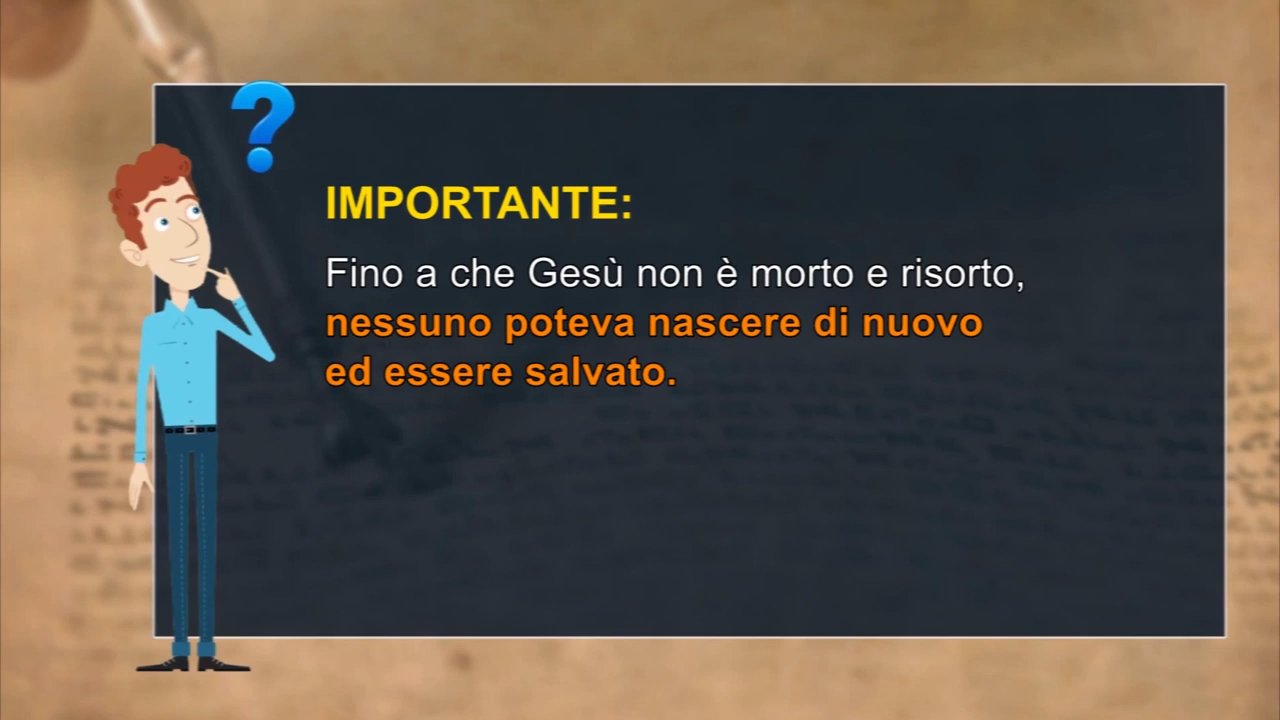 ?
IMPORTANTE:
Fino a che Gesù non è morto e risorto,
nessuno poteva nascere di nuovo
ed essere salvato.